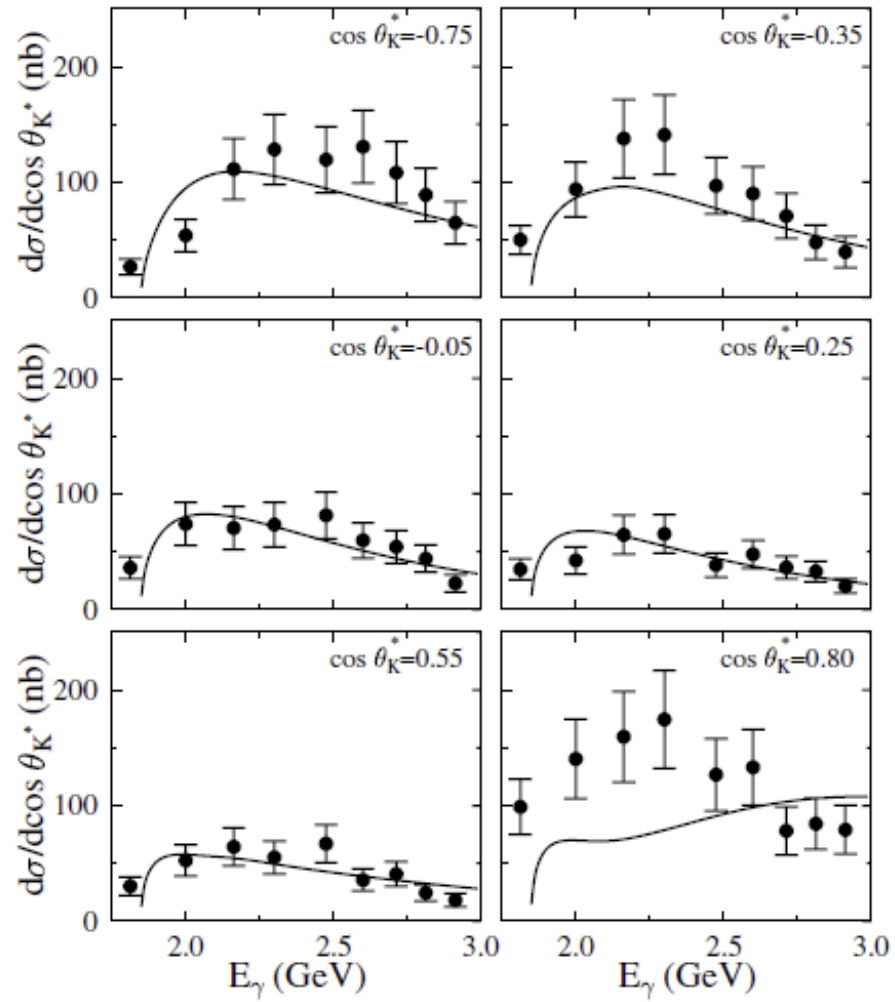 cos θK*=-0.75
cos θK*=-0.35
dσ/dcos θK* (nb)
200
100
0
cos θK*=-0.05
cos θK*=0.25
dσ/dcos θK* (nb)
200
100
0
cos θK*=0.55
cos θK*=0.80
dσ/dcos θK* (nb)
200
100
0
2.0 2.5 3.0 2.0 2.5 3.0
Eγ (GeV) Eγ (GeV)